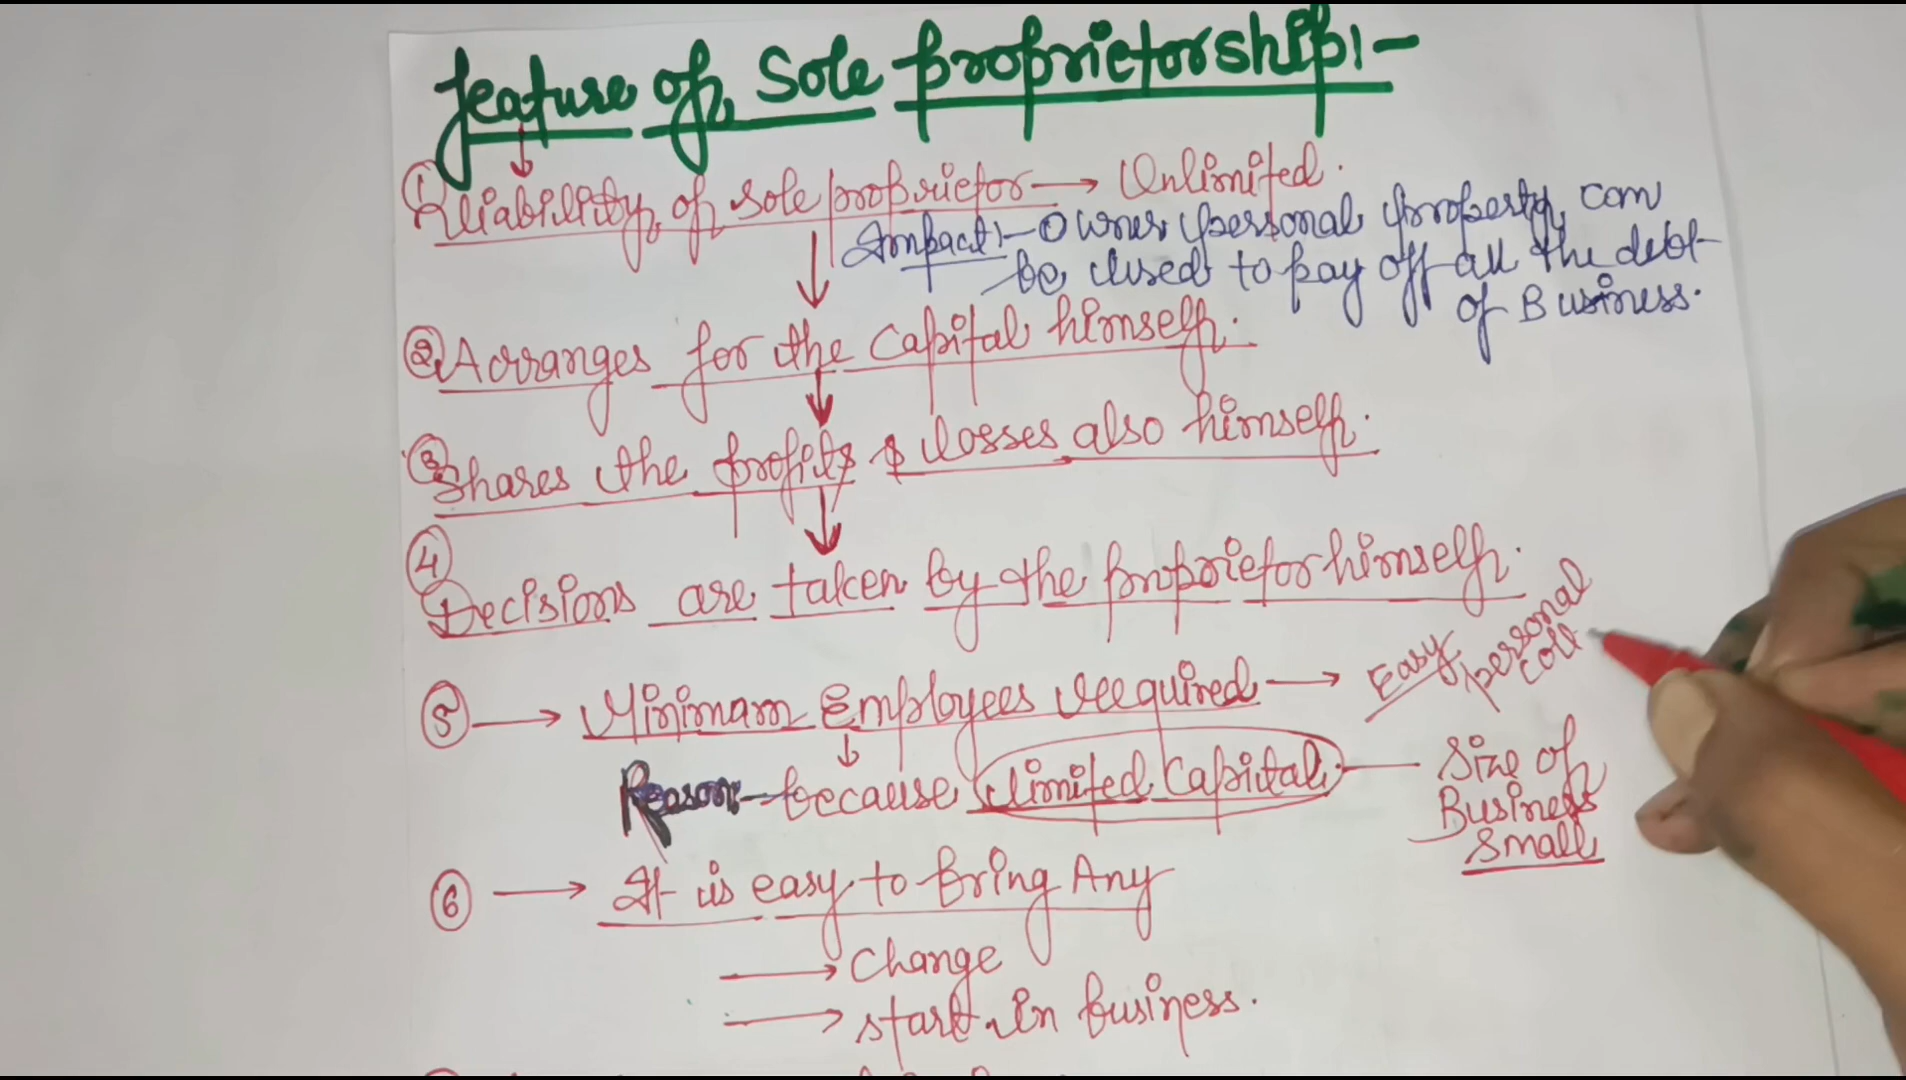 Feature of Sole proprietorship:-
① Liability of sole proprietor → Unlimited.
Impact:- Owner personal property can
be used to pay off all the debt
of Business.
② Arranges for the capital himself.
③ Shares the profits & losses also himself.
④
Decisions are taken by the proprietor himself.
⑤ → Minimam Employees required → Easy personal
Reason - because limited Capital - Size of
Business
Small
⑥ → It is easy to bring Any
→ Change
→ start in business.